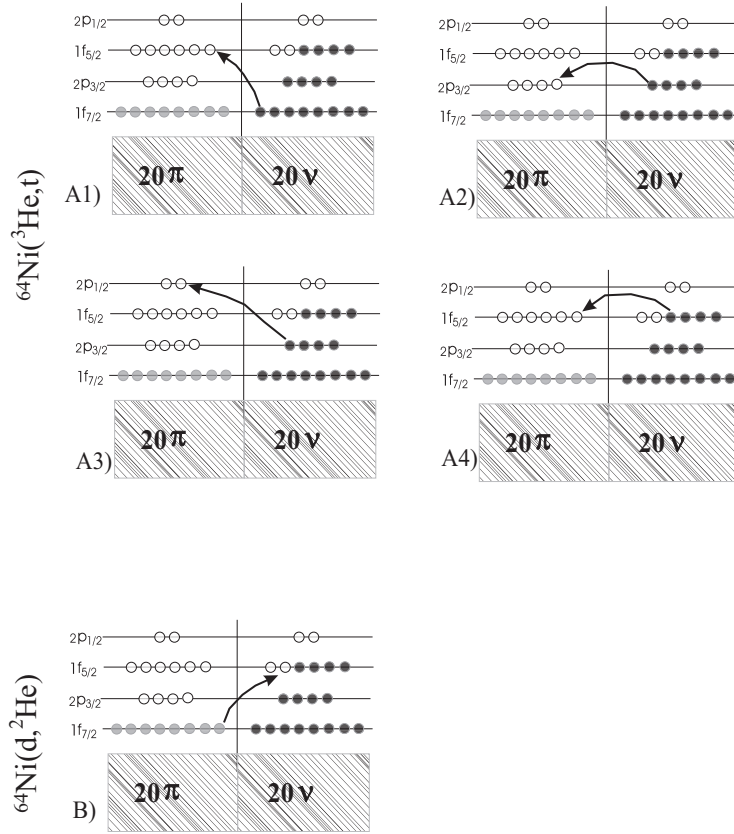 ⁶⁴Ni(³He,t)
2p1/2
1f5/2
2p3/2
1f7/2
20π 20ν
A1)
2p1/2
1f5/2
2p3/2
1f7/2
20π 20ν
A2)
2p1/2
1f5/2
2p3/2
1f7/2
20π 20ν
A3)
2p1/2
1f5/2
2p3/2
1f7/2
20π 20ν
A4)
⁶⁴Ni(d,²He)
2p1/2
1f5/2
2p3/2
1f7/2
20π 20ν
B)